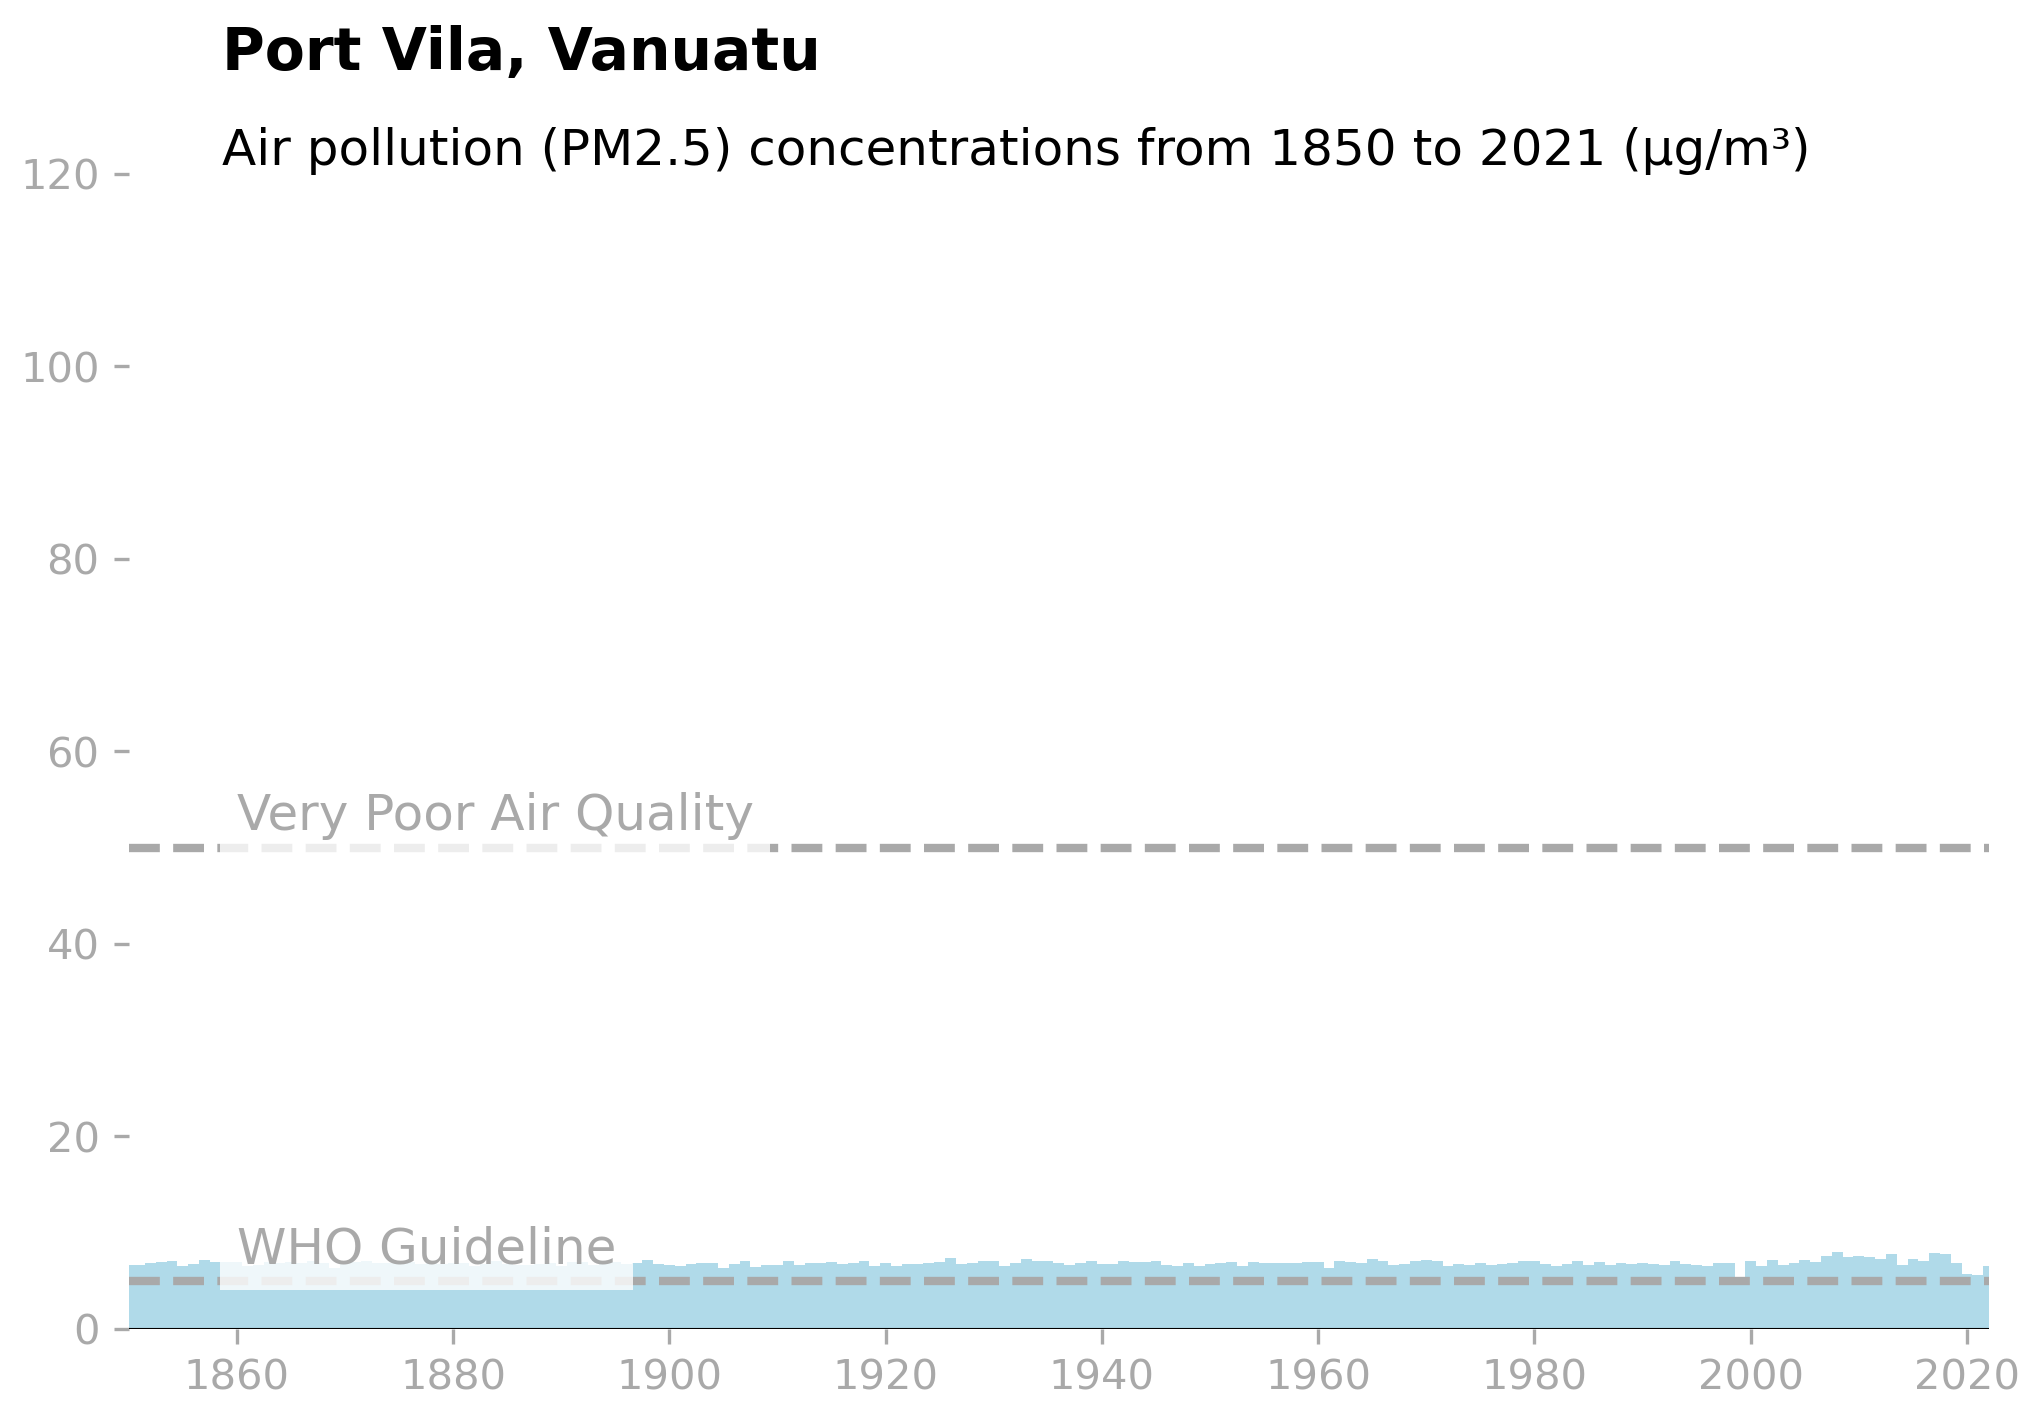 Port Vila, Vanuatu
Air pollution (PM2.5) concentrations from 1850 to 2021 (µg/m³)
120
100
80
60
Very Poor Air Quality
40
20
WHO Guideline
0
1860 1880 1900 1920 1940 1960 1980 2000 2020